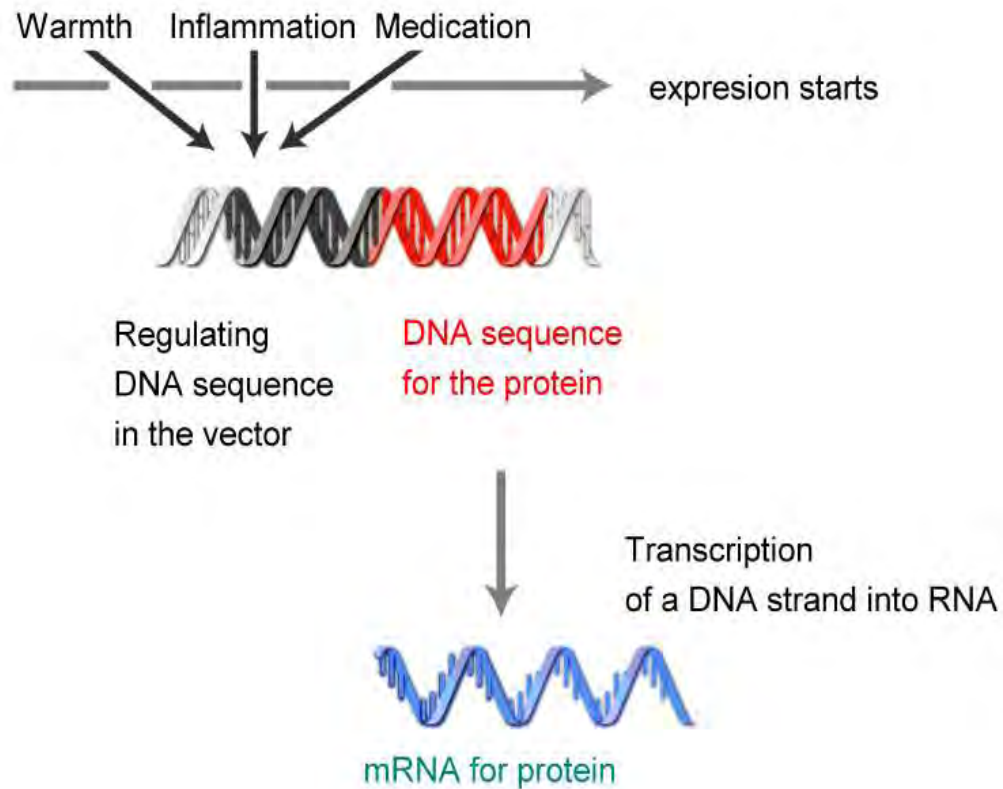 Warmth Inflammation Medication
expresion starts
Regulating
DNA sequence
in the vector
DNA sequence
for the protein
Transcription
of a DNA strand into RNA
mRNA for protein